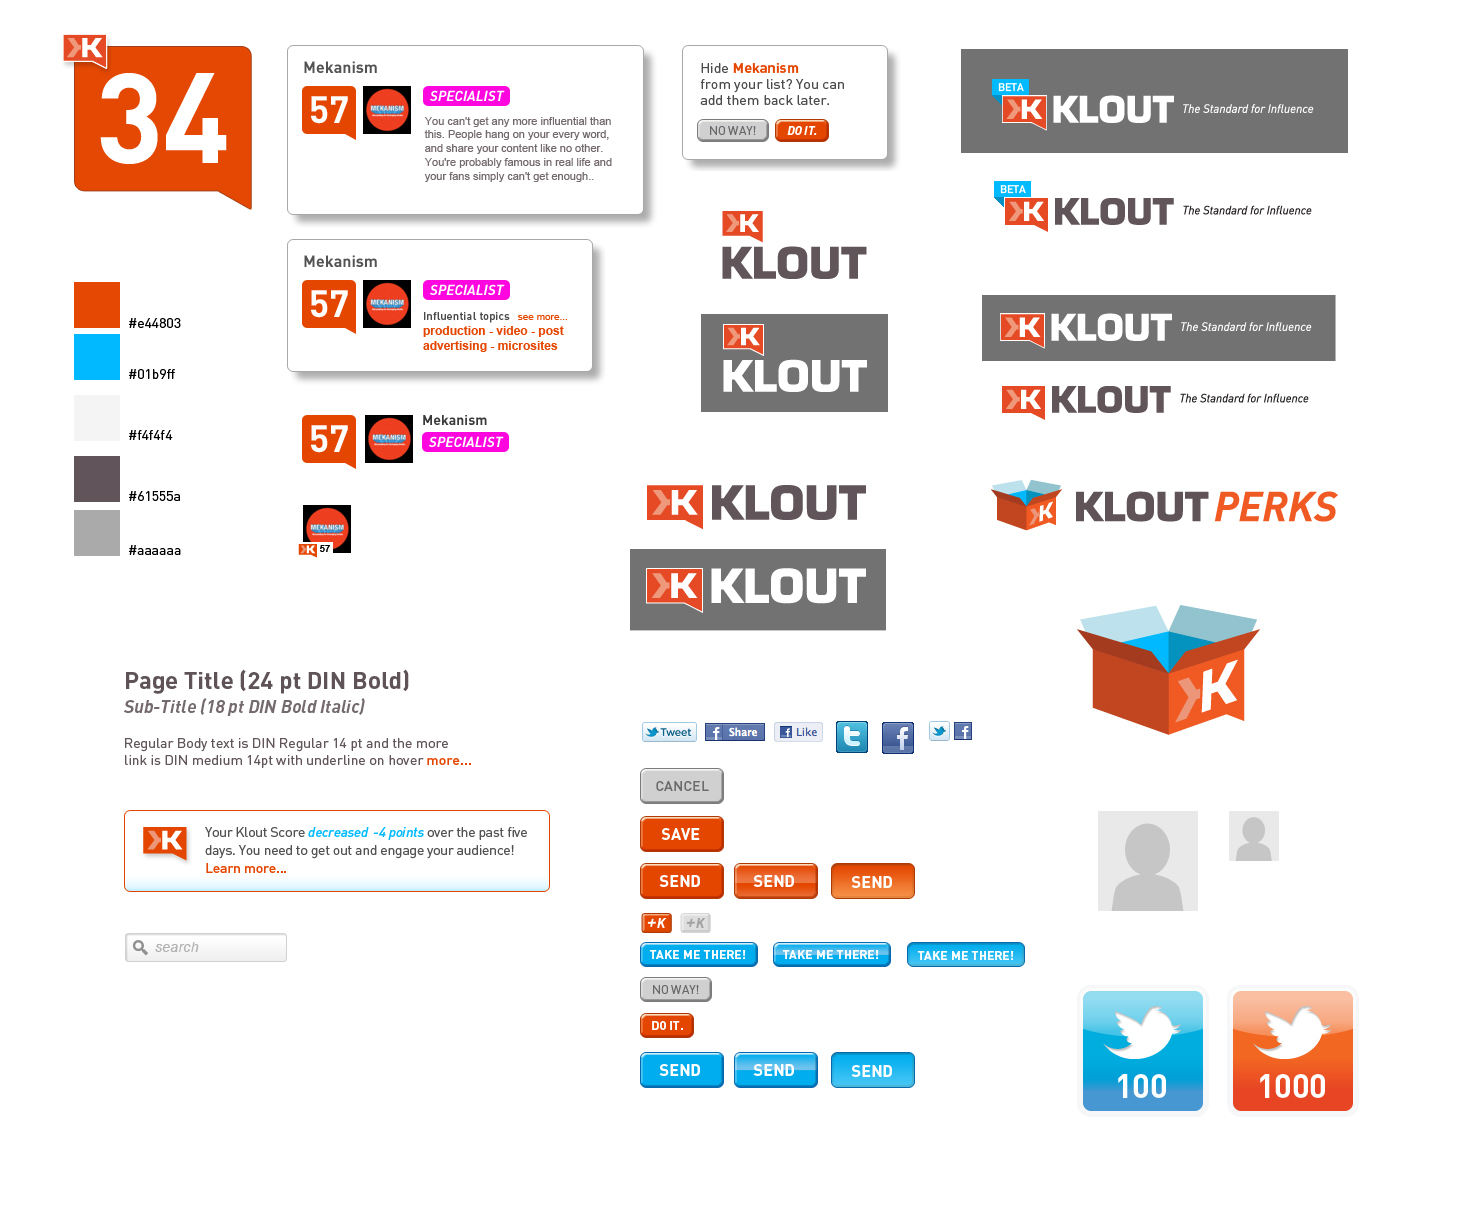 K
34
#e44803
#01b9ff
#f4f4f4
#61555a
#aaaaaa
Mekanism
57
MEKANISM
SPECIALIST
You can't get any more influential than
this. People hang on your every word,
and share your content like no other.
You're probably famous in real life and
your fans simply can't get enough..
Mekanism
57
MEKANISM
SPECIALIST
Influential topics see more...
production - video - post
advertising - microsites
57
MEKANISM
Mekanism
SPECIALIST
MEKANISM
K 57
Hide Mekanism
from your list? You can
add them back later.
NO WAY!
DO IT.
K
KLOUT
K
KLOUT
K KLOUT
K KLOUT
BETA
K KLOUT The Standard for Influence
BETA
K KLOUT The Standard for Influence
K KLOUT The Standard for Influence
K KLOUT The Standard for Influence
K KLOUT PERKS
K
Page Title (24 pt DIN Bold)
Sub-Title (18 pt DIN Bold Italic)
Regular Body text is DIN Regular 14 pt and the more
link is DIN medium 14pt with underline on hover more...
K
Your Klout Score decreased -4 points over the past five
days. You need to get out and engage your audience!
Learn more...
search
Tweet f Share f Like t f f
CANCEL
SAVE
SEND SEND SEND
+K +K
TAKE ME THERE! TAKE ME THERE! TAKE ME THERE!
NO WAY!
DO IT.
SEND SEND SEND
100 1000